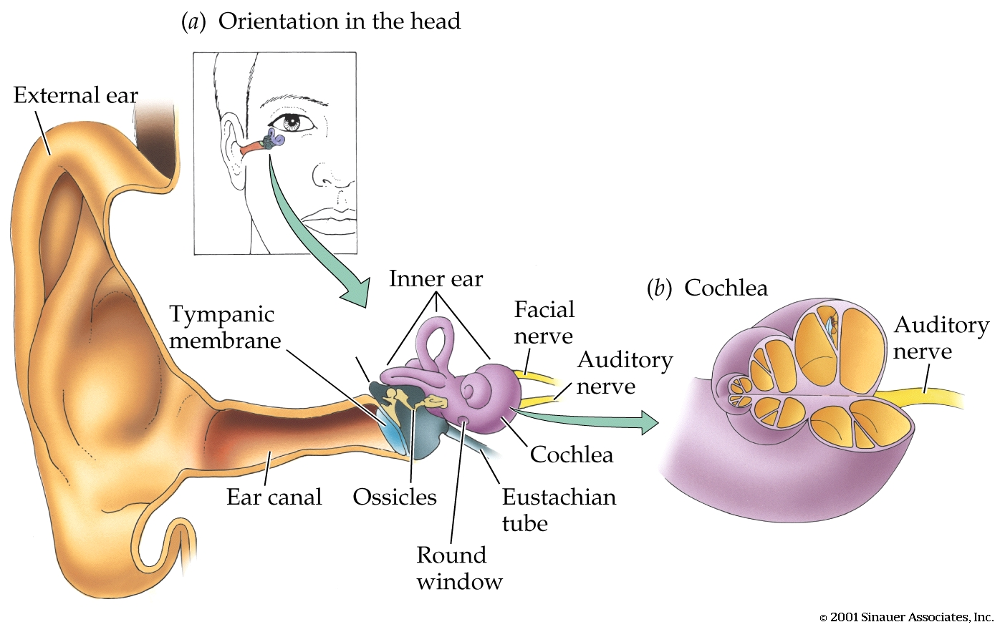 (a) Orientation in the head
External ear
Inner ear
(b) Cochlea
Tympanic
membrane
Facial
nerve
Auditory
nerve
Auditory
nerve
Cochlea
Ear canal
Ossicles
Eustachian
tube
Round
window
© 2001 Sinauer Associates, Inc.